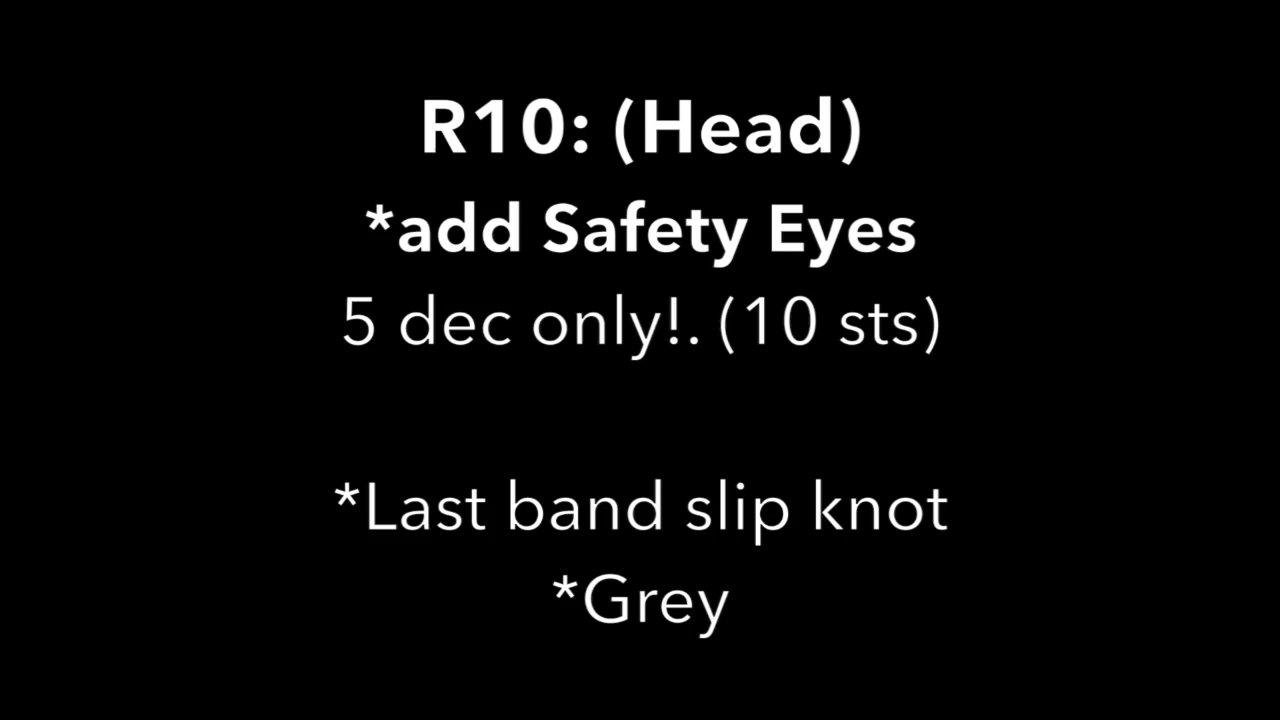 R10: (Head)
*add Safety Eyes
5 dec only!. (10 sts)
*Last band slip knot
*Grey